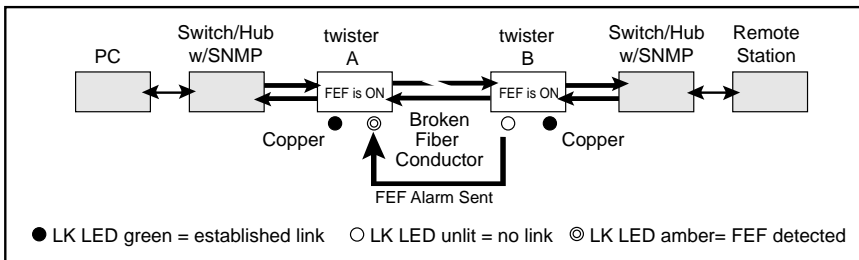 PC
Switch/Hub
w/SNMP
twister
A
twister
B
Switch/Hub
w/SNMP
Remote
Station
FEF is ON
FEF is ON
Copper
Broken
Fiber
Conductor
Copper
FEF Alarm Sent
LK LED green = established link
LK LED unlit = no link
LK LED amber= FEF detected